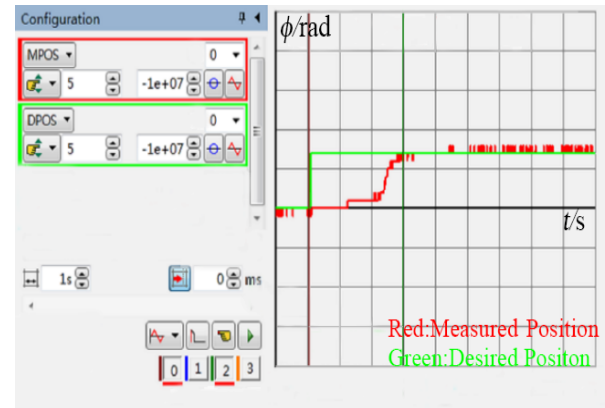 Configuration
MPOS 0
5 -1e+07
DPOS 0
5 -1e+07
1s 0 ms
0 1 2 3
ϕ/rad
t/s
Red:Measured Position
Green:Desired Positon